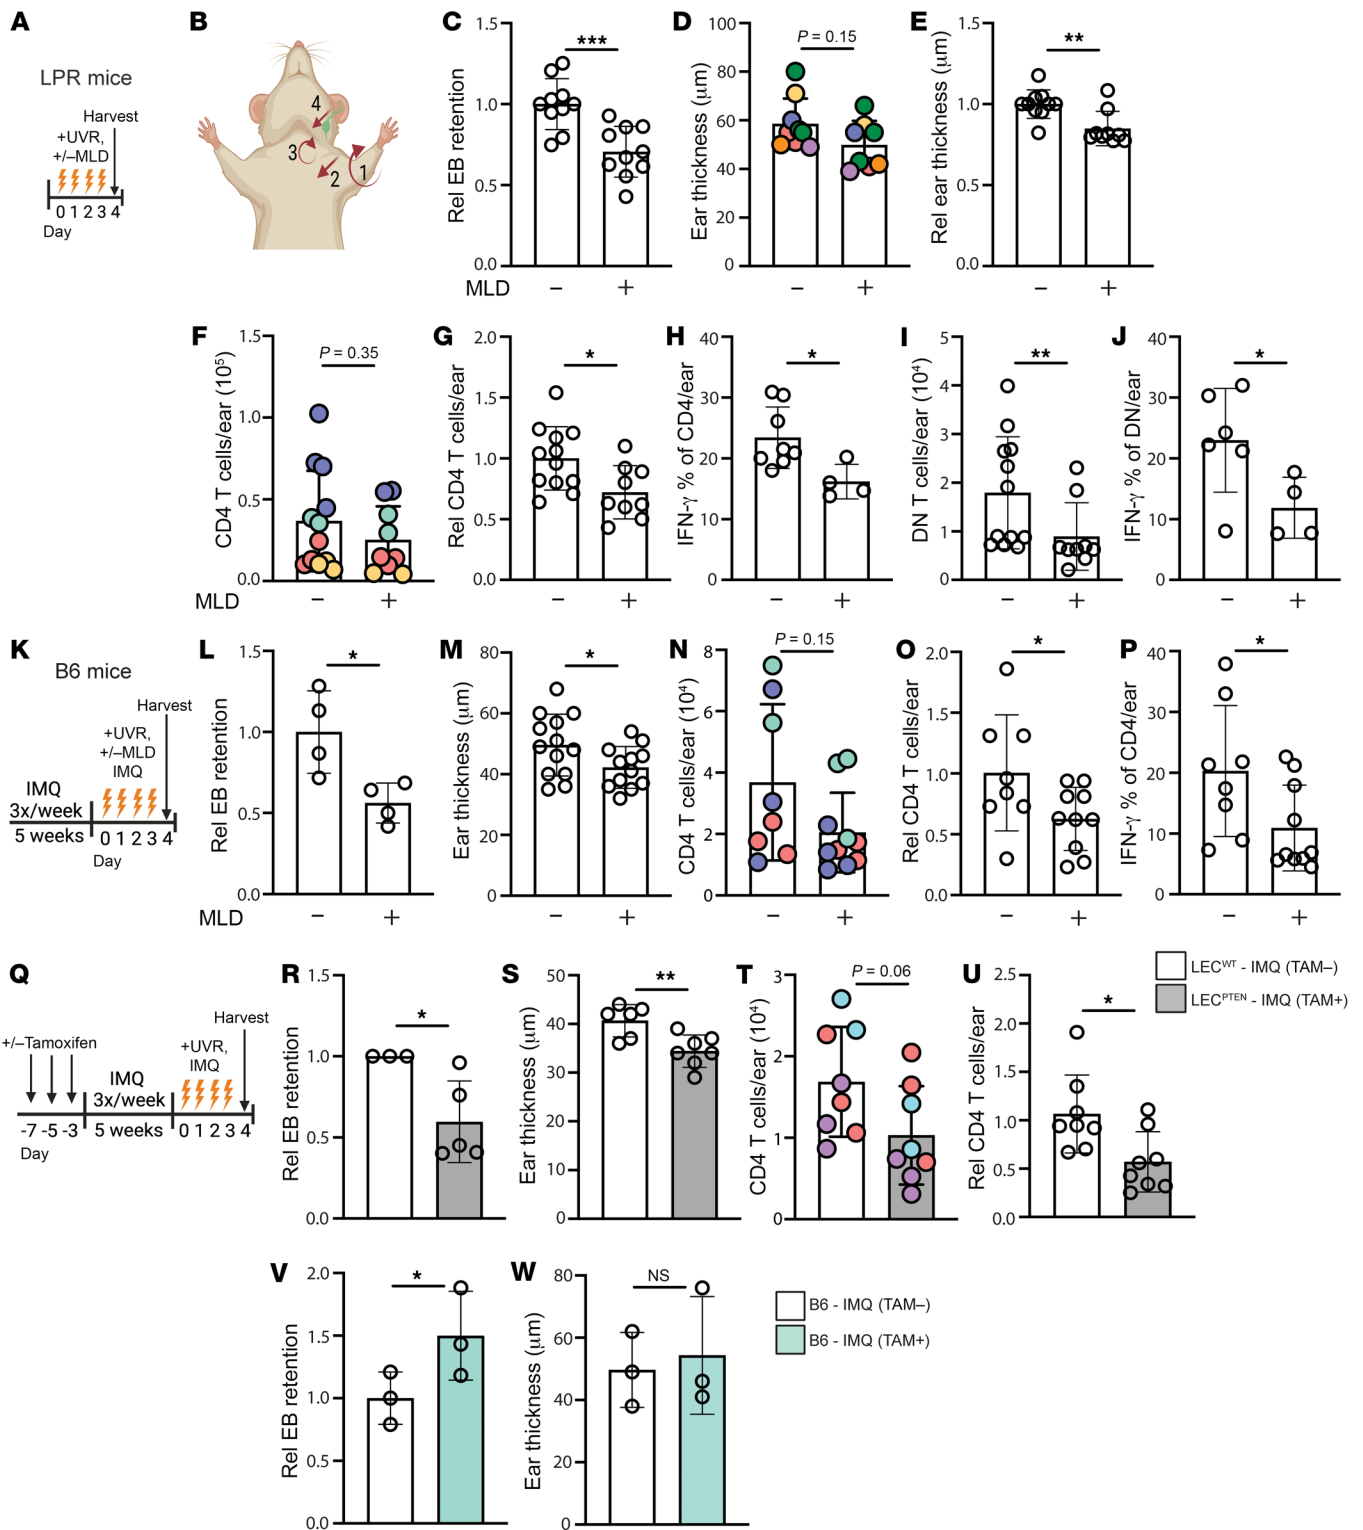 A
LPR mice
Harvest
+UVR,
+/–MLD
0 1 2 3 4
Day
B
1
2
3
4
C
Rel EB retention
1.5
1.0
0.5
0.0
***
MLD – +
D
Ear thickness (μm)
100
80
60
40
20
0
P = 0.15
– +
E
Rel ear thickness (μm)
1.5
1.0
0.5
0.0
**
– +
F
CD4 T cells/ear (10⁵)
1.5
1.0
0.5
0.0
P = 0.35
MLD – +
G
Rel CD4 T cells/ear
2.0
1.5
1.0
0.5
0.0
*
– +
H
IFN-γ % of CD4/ear
40
30
20
10
0
*
– +
I
DN T cells/ear (10⁴)
5
4
3
2
1
0
**
– +
J
IFN-γ % of DN/ear
40
30
20
10
0
*
– +
K
B6 mice
Harvest
+UVR,
+/–MLD
IMQ
IMQ
3x/week
5 weeks
0 1 2 3 4
Day
L
Rel EB retention
1.5
1.0
0.5
0.0
*
MLD – +
M
Ear thickness (μm)
80
60
40
20
0
*
– +
N
CD4 T cells/ear (10⁴)
8
6
4
2
0
P = 0.15
– +
O
Rel CD4 T cells/ear
2.0
1.5
1.0
0.5
0.0
*
– +
P
IFN-γ % of CD4/ear
40
30
20
10
0
*
– +
Q
Harvest
+/–Tamoxifen
+UVR,
IMQ
IMQ
3x/week
5 weeks
-7 -5 -3
0 1 2 3 4
Day
R
Rel EB retention
1.5
1.0
0.5
0.0
*
S
Ear thickness (μm)
50
40
30
20
10
0
**
T
CD4 T cells/ear (10⁴)
3
2
1
0
P = 0.06
U
Rel CD4 T cells/ear
2.5
1.0
1.5
1.0
0.5
0.0
*
LECᵂᵀ - IMQ (TAM–)
LECᴾᵀᴱᴺ - IMQ (TAM+)
V
Rel EB retention
2.0
1.5
1.0
0.5
0.0
*
W
Ear thickness (μm)
80
60
40
20
0
NS
B6 - IMQ (TAM–)
B6 - IMQ (TAM+)